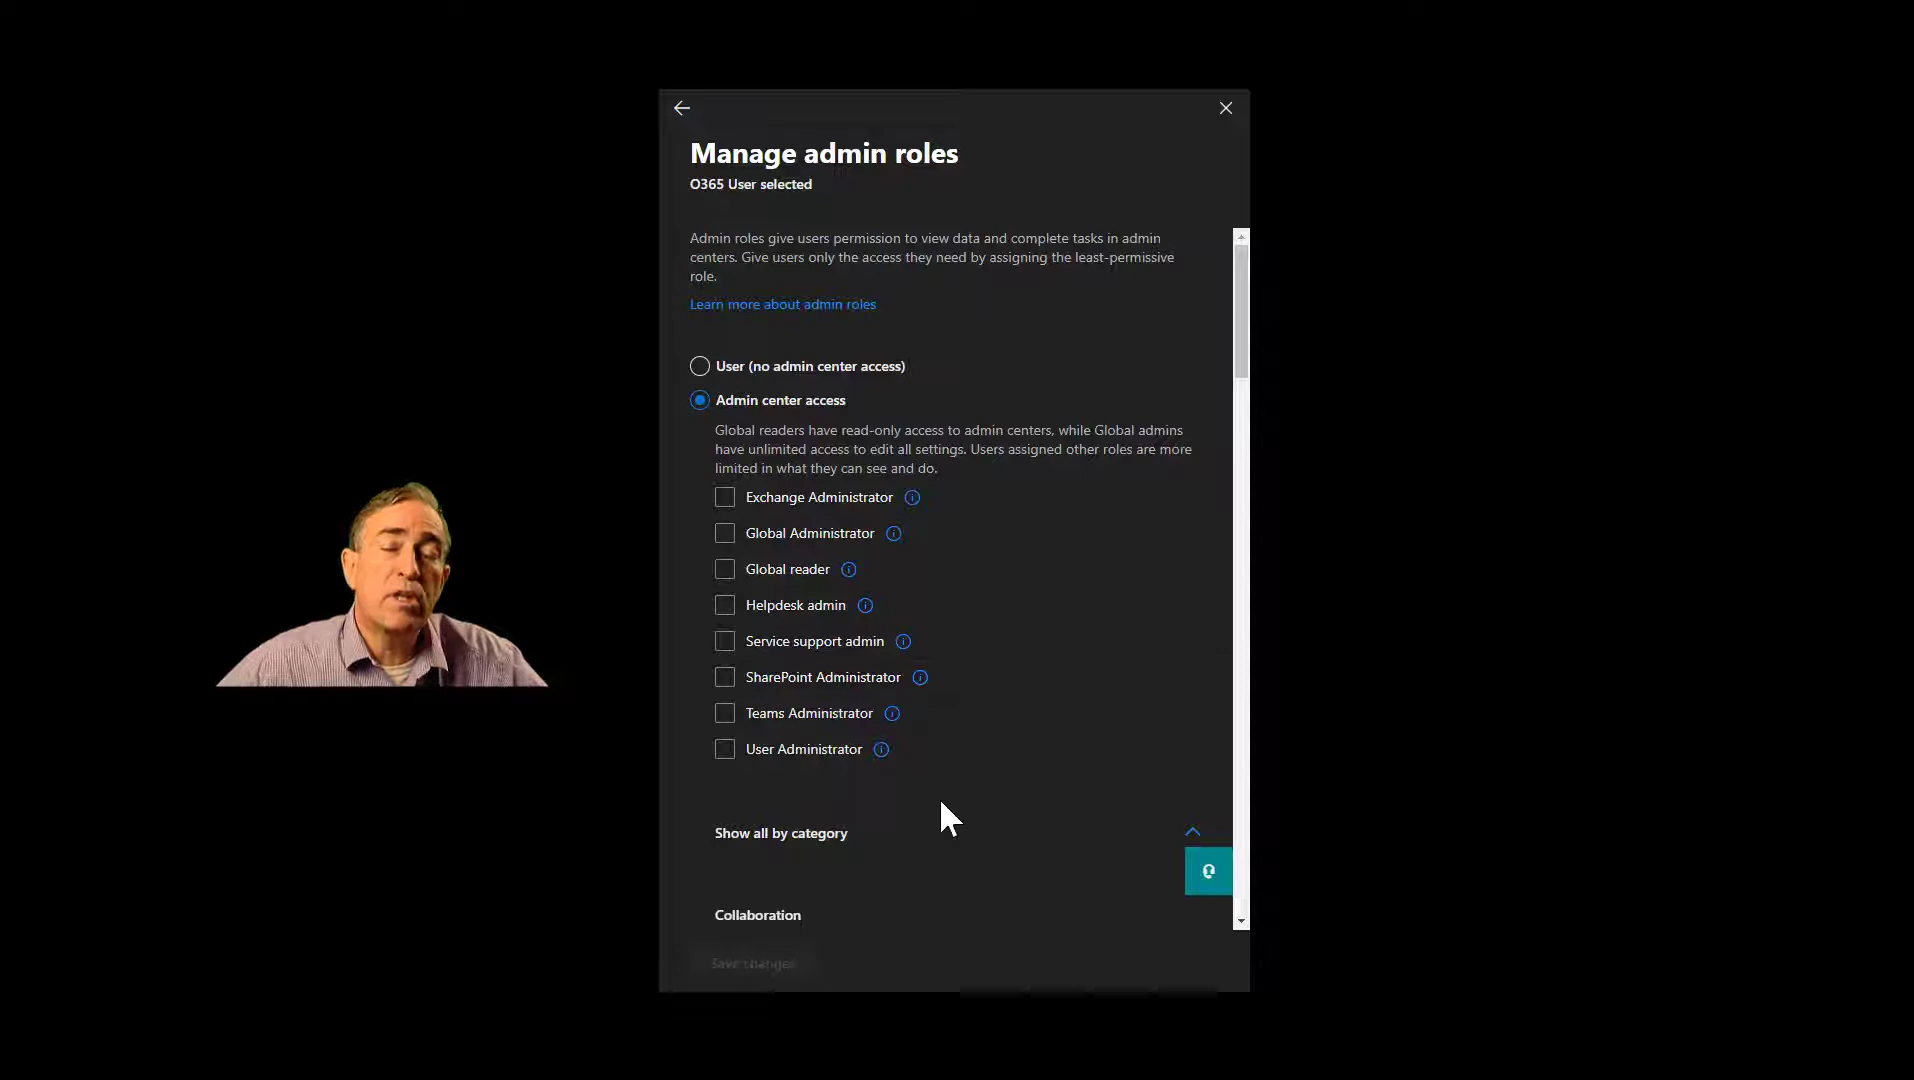 Manage admin roles
O365 User selected
Admin roles give users permission to view data and complete tasks in admin
centers. Give users only the access they need by assigning the least-permissive
role.
Learn more about admin roles
User (no admin center access)
Admin center access
Global readers have read-only access to admin centers, while Global admins
have unlimited access to edit all settings. Users assigned other roles are more
limited in what they can see and do.
Exchange Administrator
Global Administrator
Global reader
Helpdesk admin
Service support admin
SharePoint Administrator
Teams Administrator
User Administrator
Show all by category
Collaboration
Save changes